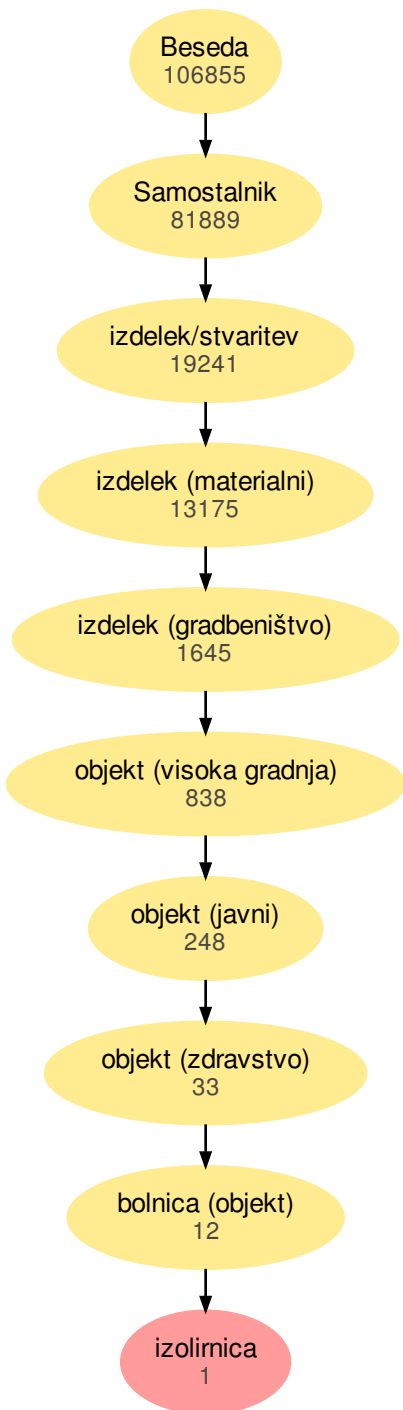 Beseda
106855
Samostalnik
81889
izdelek/stvaritev
19241
izdelek (materialni)
13175
izdelek (gradbeništvo)
1645
objekt (visoka gradnja)
838
objekt (javni)
248
objekt (zdravstvo)
33
bolnica (objekt)
12
izolirnica
1